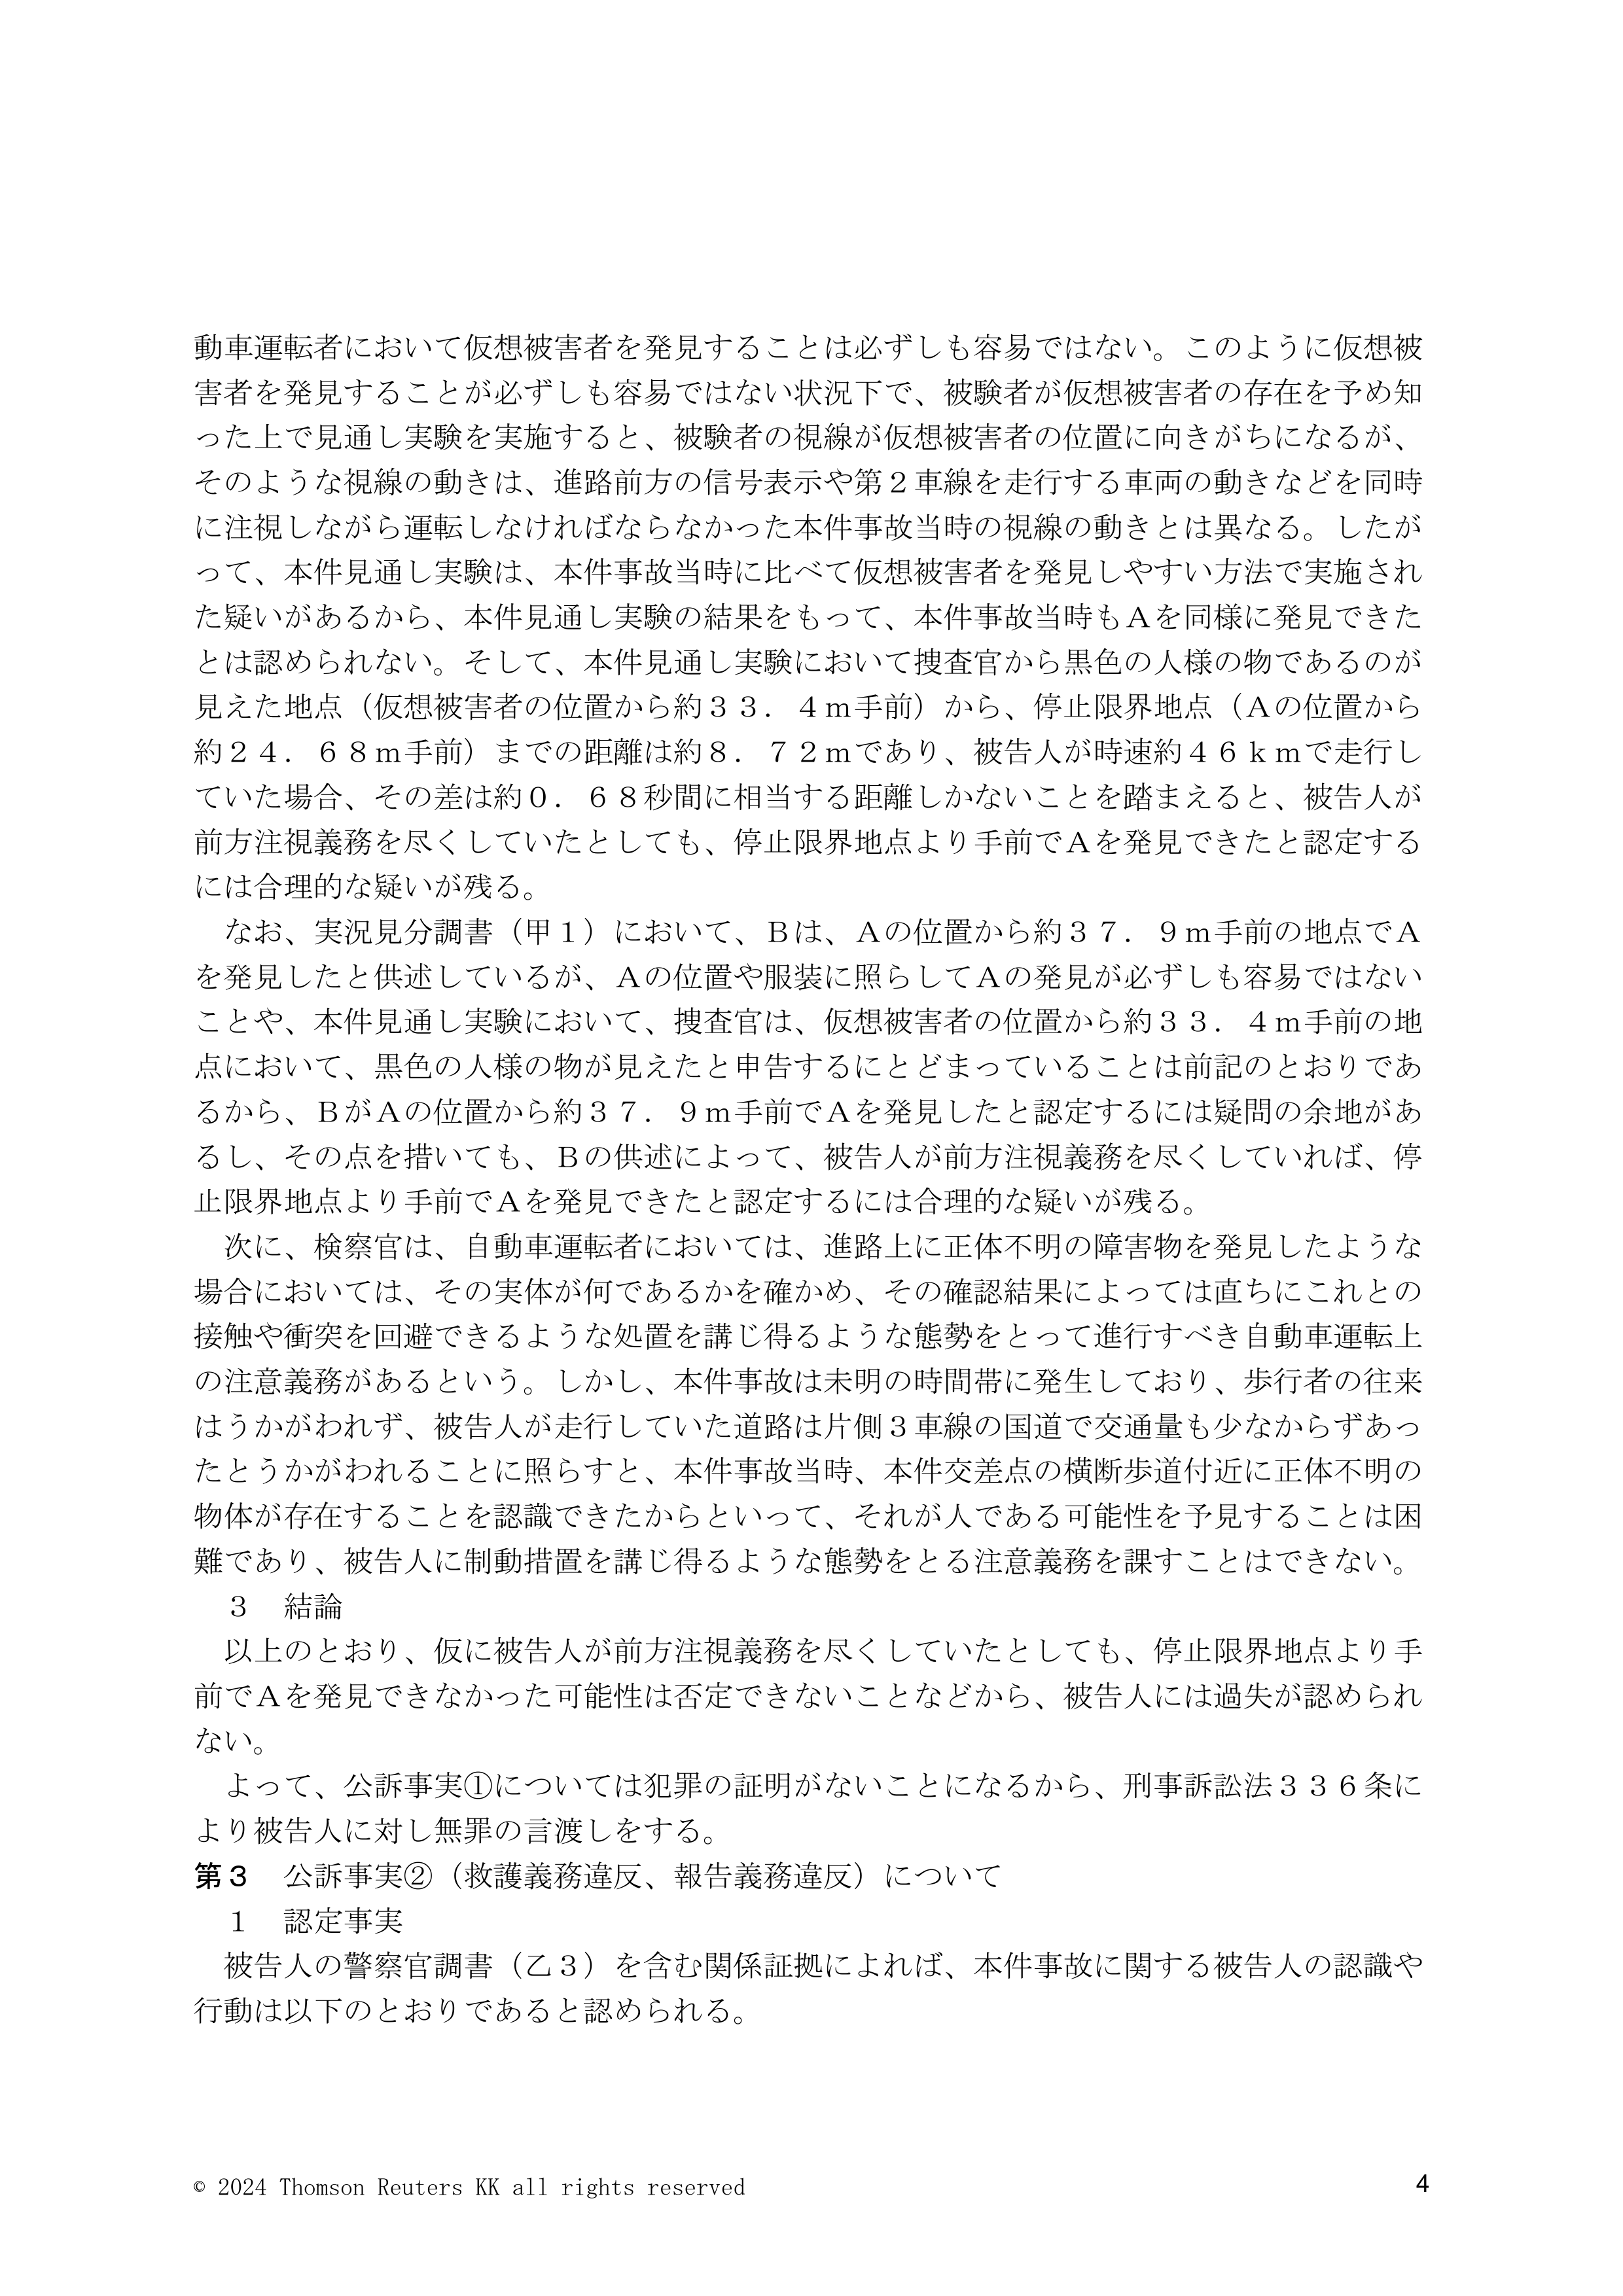 動車運転者において仮想被害者を発見することは必ずしも容易ではない。このように仮想被
害者を発見することが必ずしも容易ではない状況下で、被験者が仮想被害者の存在を予め知
った上で見通し実験を実施すると、被験者の視線が仮想被害者の位置に向きがちになるが、
そのような視線の動きは、進路前方の信号表示や第２車線を走行する車両の動きなどを同時
に注視しながら運転しなければならなかった本件事故当時の視線の動きとは異なる。したが
って、本件見通し実験は、本件事故当時に比べて仮想被害者を発見しやすい方法で実施され
た疑いがあるから、本件見通し実験の結果をもって、本件事故当時もＡを同様に発見できた
とは認められない。そして、本件見通し実験において捜査官から黒色の人様の物であるのが
見えた地点（仮想被害者の位置から約３３．４ｍ手前）から、停止限界地点（Ａの位置から
約２４．６８ｍ手前）までの距離は約８．７２ｍであり、被告人が時速約４６ｋｍで走行し
ていた場合、その差は約０．６８秒間に相当する距離しかないことを踏まえると、被告人が
前方注視義務を尽くしていたとしても、停止限界地点より手前でＡを発見できたと認定する
には合理的な疑いが残る。
　なお、実況見分調書（甲１）において、Ｂは、Ａの位置から約３７．９ｍ手前の地点でＡ
を発見したと供述しているが、Ａの位置や服装に照らしてＡの発見が必ずしも容易ではない
ことや、本件見通し実験において、捜査官は、仮想被害者の位置から約３３．４ｍ手前の地
点において、黒色の人様の物が見えたと申告するにとどまっていることは前記のとおりであ
るから、ＢがＡの位置から約３７．９ｍ手前でＡを発見したと認定するには疑問の余地があ
るし、その点を措いても、Ｂの供述によって、被告人が前方注視義務を尽くしていれば、停
止限界地点より手前でＡを発見できたと認定するには合理的な疑いが残る。
　次に、検察官は、自動車運転者においては、進路上に正体不明の障害物を発見したような
場合においては、その実体が何であるかを確かめ、その確認結果によっては直ちにこれとの
接触や衝突を回避できるような処置を講じ得るような態勢をとって進行すべき自動車運転上
の注意義務があるという。しかし、本件事故は未明の時間帯に発生しており、歩行者の往来
はうかがわれず、被告人が走行していた道路は片側３車線の国道で交通量も少なからずあっ
たとうかがわれることに照らすと、本件事故当時、本件交差点の横断歩道付近に正体不明の
物体が存在することを認識できたからといって、それが人である可能性を予見することは困
難であり、被告人に制動措置を講じ得るような態勢をとる注意義務を課すことはできない。
　３　結論
　以上のとおり、仮に被告人が前方注視義務を尽くしていたとしても、停止限界地点より手
前でＡを発見できなかった可能性は否定できないことなどから、被告人には過失が認められ
ない。
　よって、公訴事実①については犯罪の証明がないことになるから、刑事訴訟法３３６条に
より被告人に対し無罪の言渡しをする。
第３　公訴事実②（救護義務違反、報告義務違反）について
　１　認定事実
　被告人の警察官調書（乙３）を含む関係証拠によれば、本件事故に関する被告人の認識や
行動は以下のとおりであると認められる。
© 2024 Thomson Reuters KK all rights reserved
4